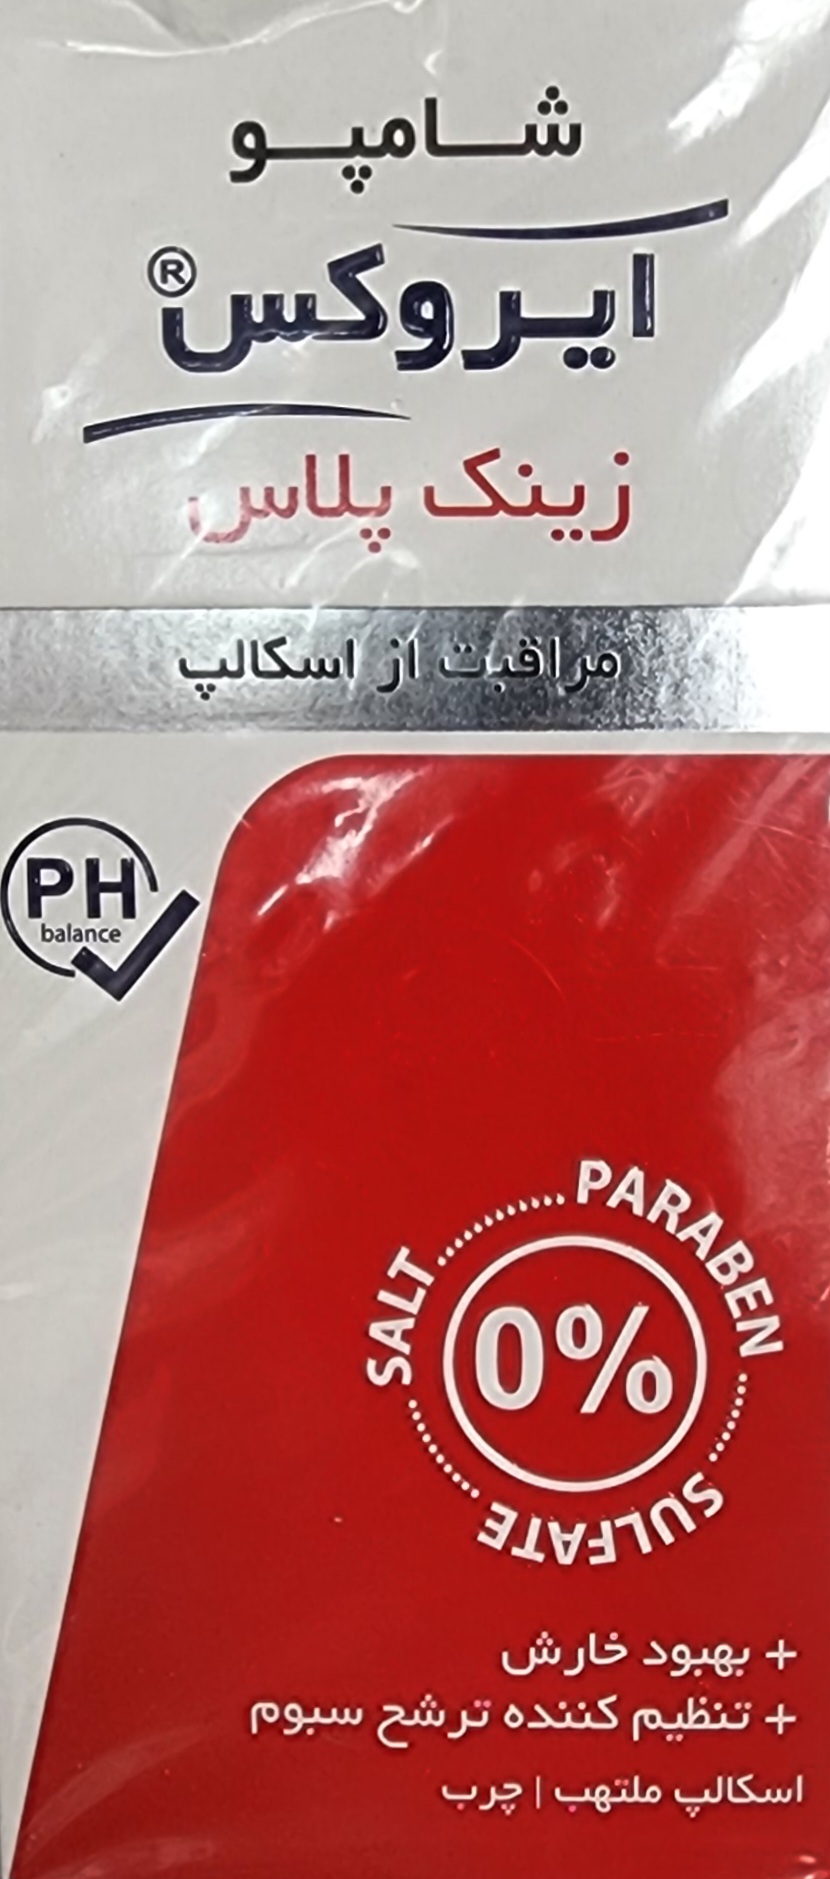 شامپو
ایروکس®
زینک پلاس
مراقبت از اسکالپ
PH
balance
SALT PARABEN
0%
SULFATE
+ بهبود خارش
+ تنظیم کننده ترشح سبوم
اسکالپ ملتهب | چرب